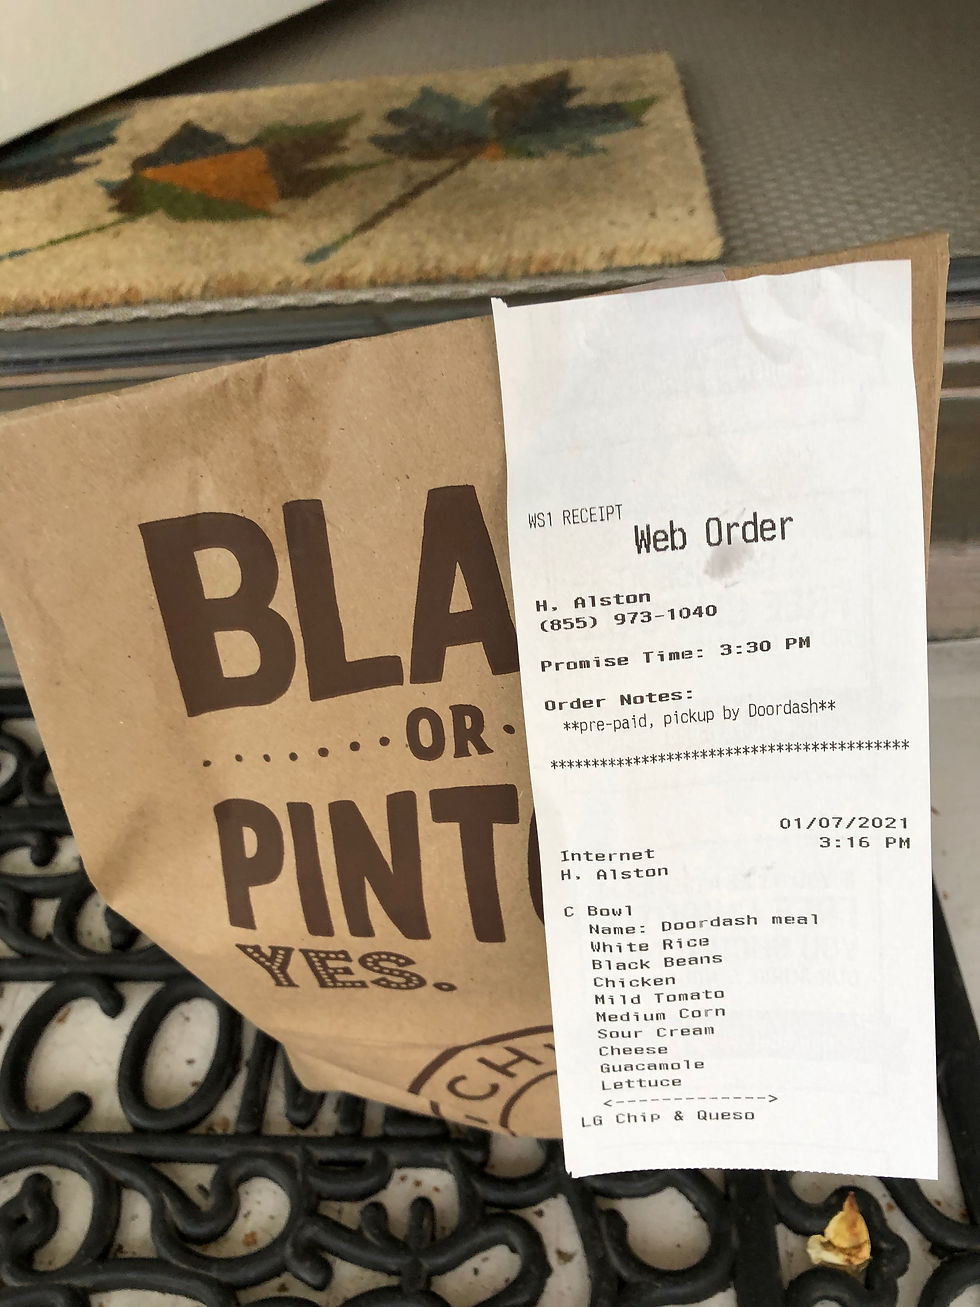 BLA
OR
PINT
YES.
CHI
WS1 RECEIPT
Web Order
H. Alston
(855) 973-1040
Promise Time: 3:30 PM
Order Notes:
**pre-paid, pickup by Doordash**
*******************************************
01/07/2021
3:16 PM
Internet
H. Alston
C Bowl
Name: Doordash meal
White Rice
Black Beans
Chicken
Mild Tomato
Medium Corn
Sour Cream
Cheese
Guacamole
Lettuce
<------------->
LG Chip & Queso